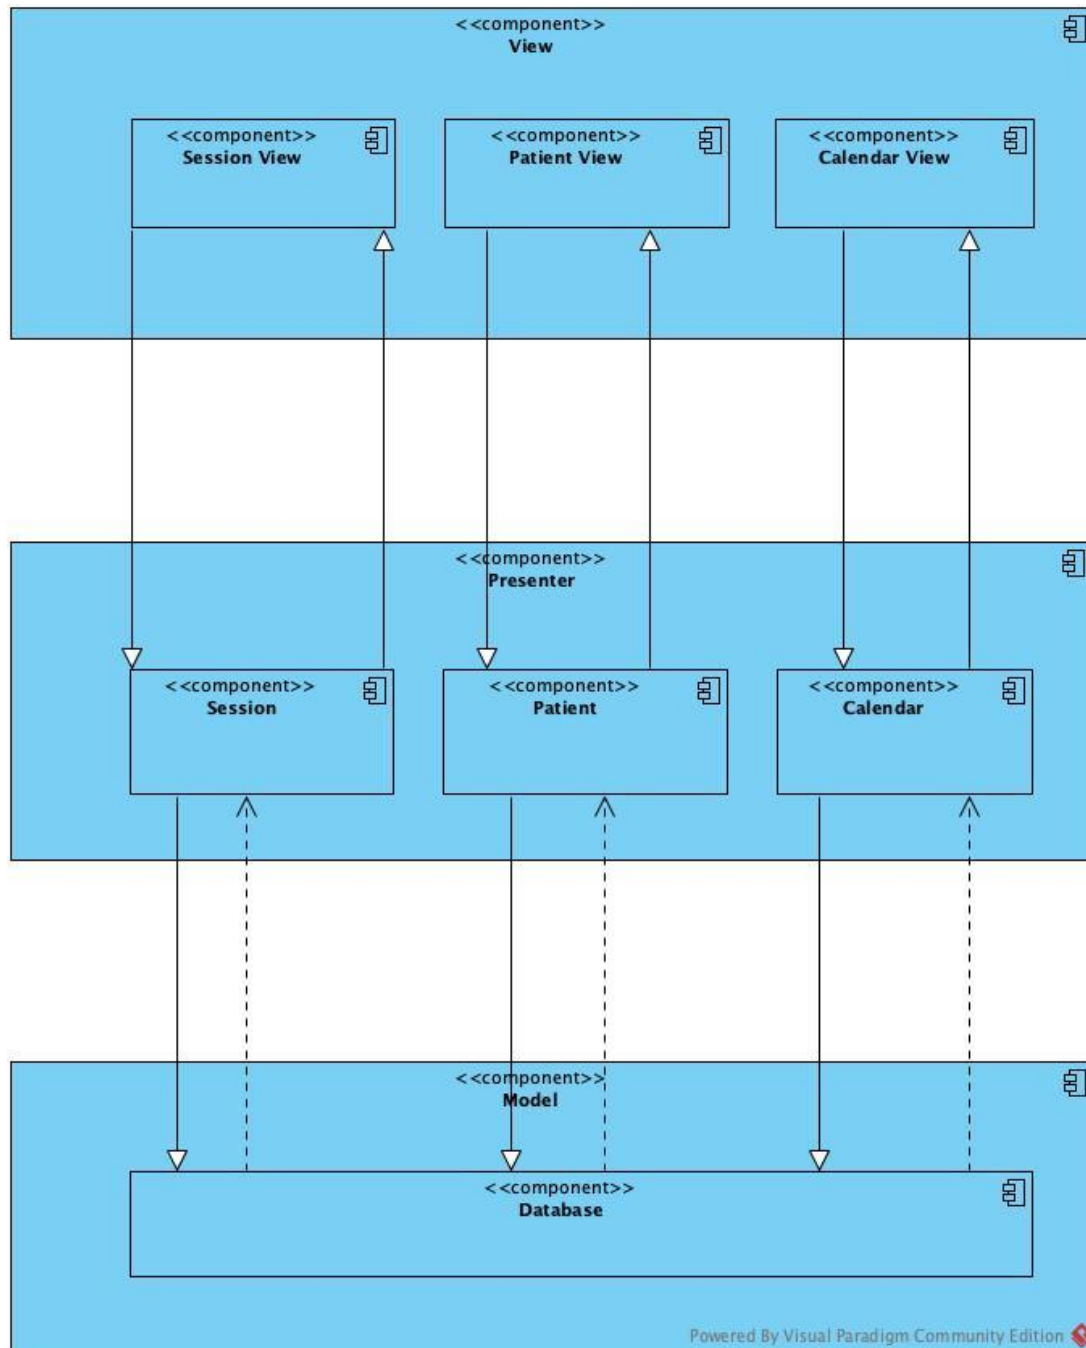 <<component>>
View
<<component>>
Session View
<<component>>
Patient View
<<component>>
Calendar View
<<component>>
Presenter
<<component>>
Session
<<component>>
Patient
<<component>>
Calendar
<<component>>
Model
<<component>>
Database
Powered By Visual Paradigm Community Edition